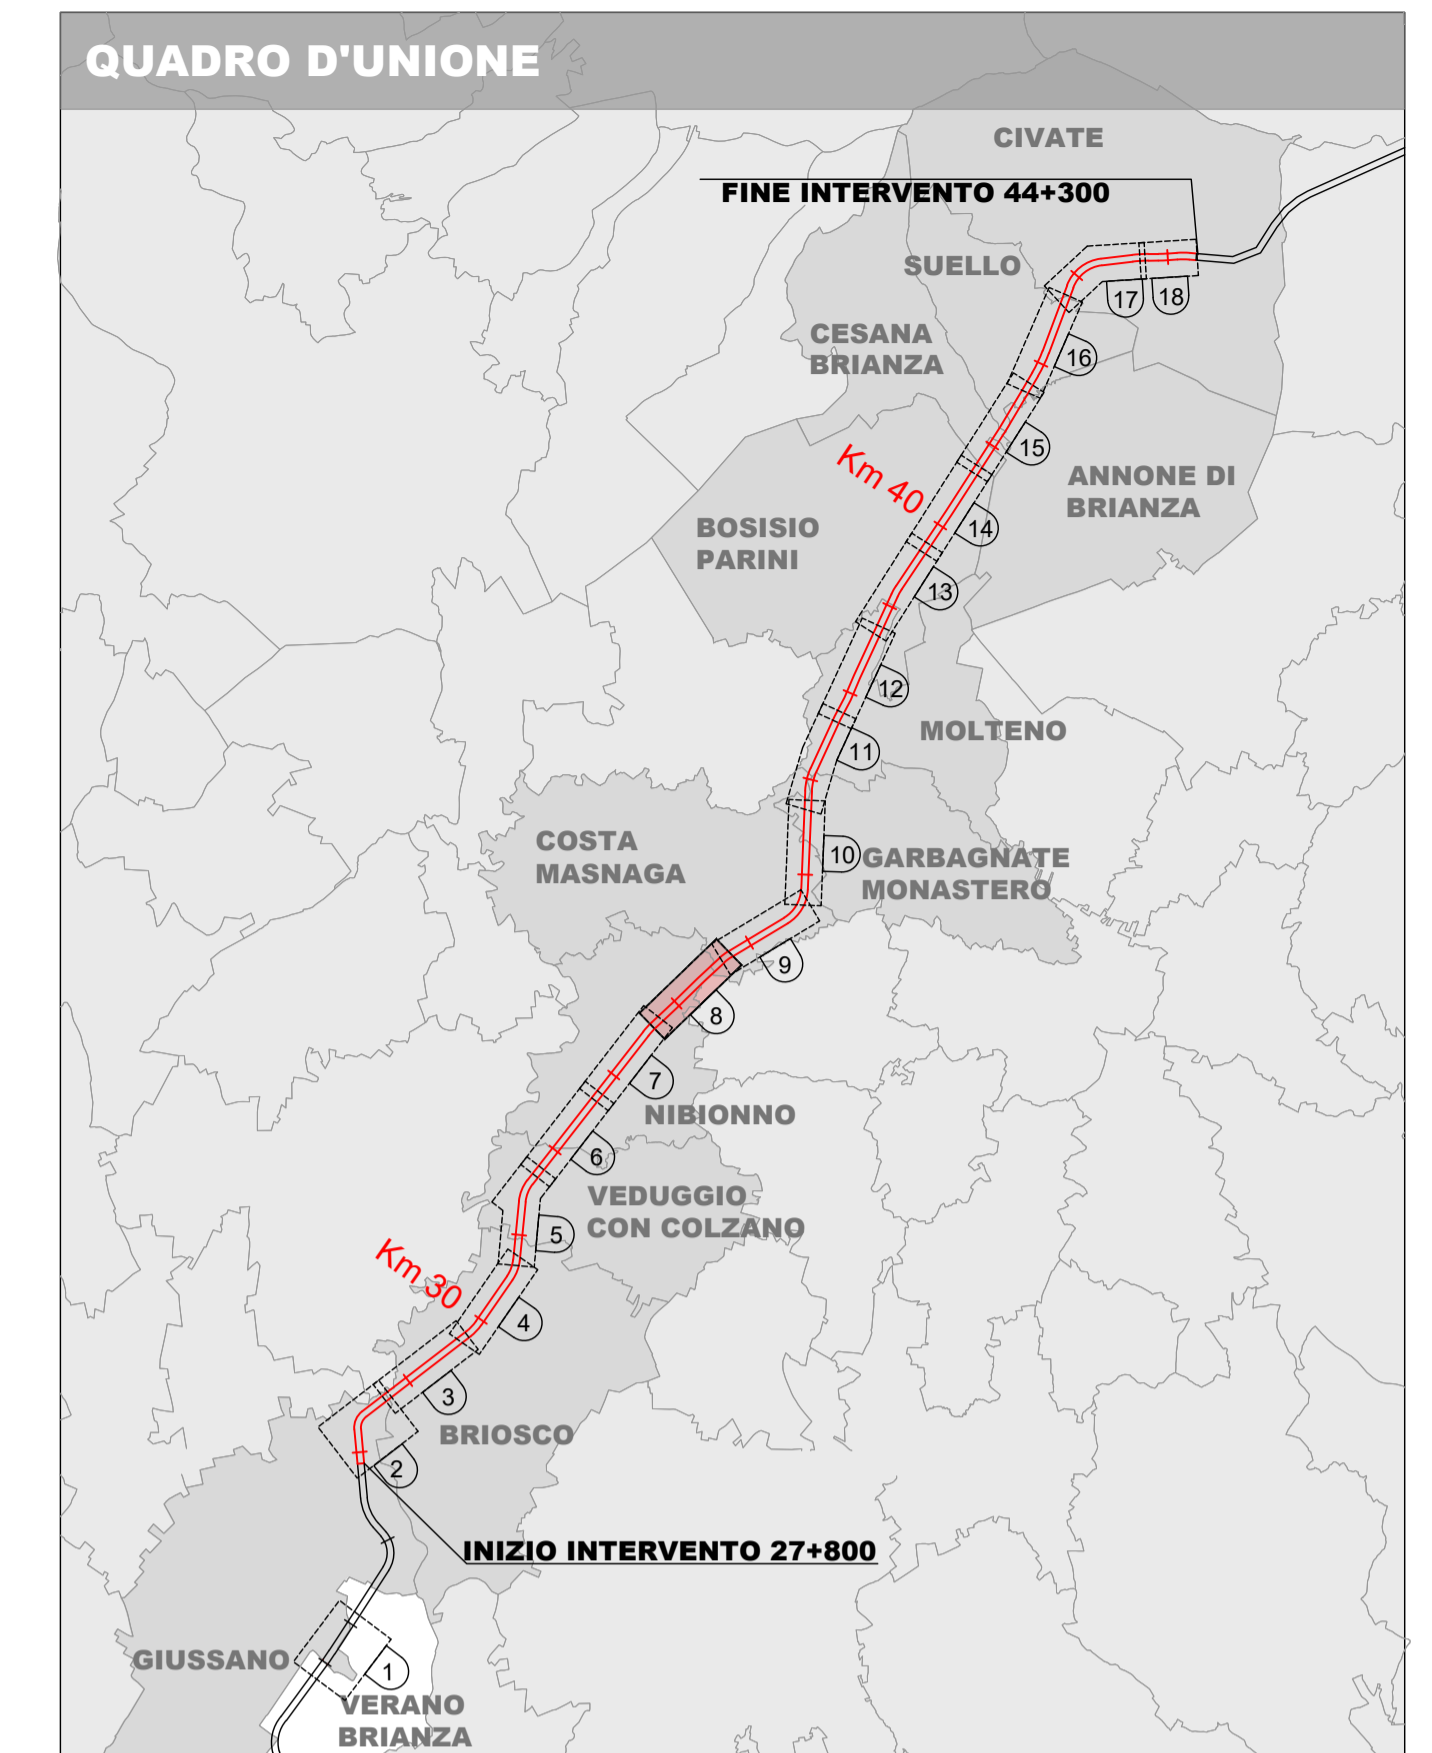 QUADRO D'UNIONE
CIVATE
FINE INTERVENTO 44+300
SUELLO
17
18
CESANA
BRIANZA
16
15
Km 40
ANNONE DI
BRIANZA
BOSISIO
PARINI
14
13
12
MOLTENO
11
COSTA
MASNAGA
10
GARBAGNATE
MONASTERO
9
8
7
NIBIONNO
6
VEDUGGIO
CON COLZANO
5
Km 30
4
3
BRIOSCO
2
INIZIO INTERVENTO 27+800
GIUSSANO
1
VERANO
BRIANZA